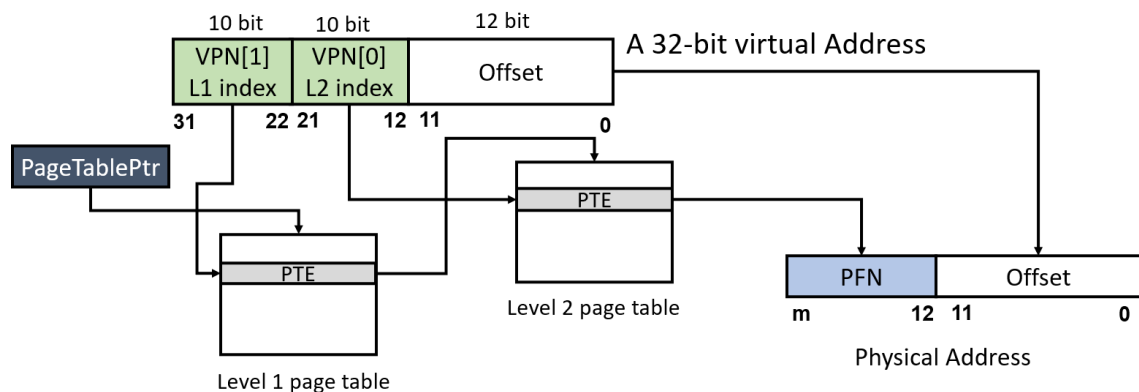 10 bit
10 bit
12 bit
A 32-bit virtual Address
VPN[1]
L1 index
VPN[0]
L2 index
Offset
31
22
21
12
11
0
PageTablePtr
PTE
Level 1 page table
PTE
Level 2 page table
PFN
Offset
m
12
11
0
Physical Address